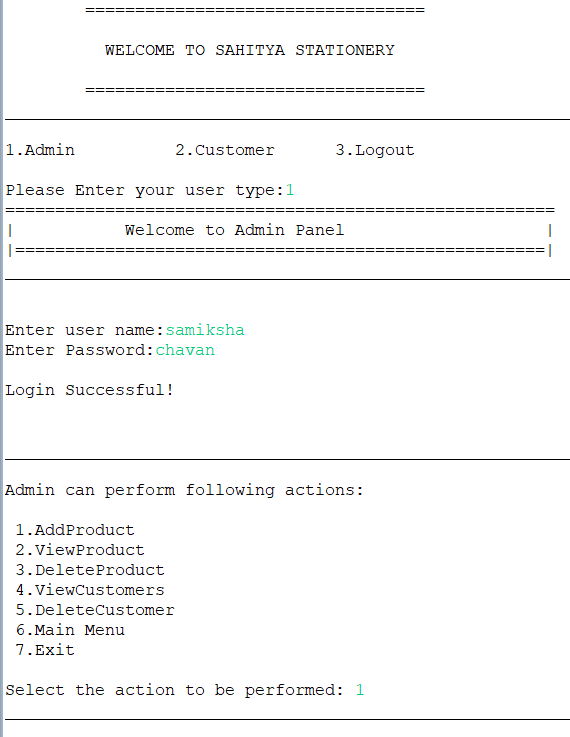 ==================================
WELCOME TO SAHITYA STATIONERY
==================================
1.Admin 2.Customer 3.Logout
Please Enter your user type:1
=======================================================
| Welcome to Admin Panel |
|=====================================================|
Enter user name:samiksha
Enter Password:chavan
Login Successful!
Admin can perform following actions:
1.AddProduct
2.ViewProduct
3.DeleteProduct
4.ViewCustomers
5.DeleteCustomer
6.Main Menu
7.Exit
Select the action to be performed: 1